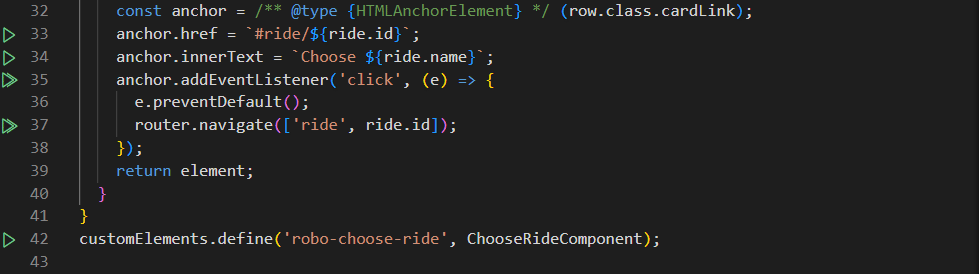 32 const anchor = /** @type {HTMLAnchorElement} */ (row.class.cardLink);
33 anchor.href = `#ride/${ride.id}`;
34 anchor.innerText = `Choose ${ride.name}`;
35 anchor.addEventListener('click', (e) => {
36 e.preventDefault();
37 router.navigate(['ride', ride.id]);
38 });
39 return element;
40 }
41 }
42 customElements.define('robo-choose-ride', ChooseRideComponent);
43